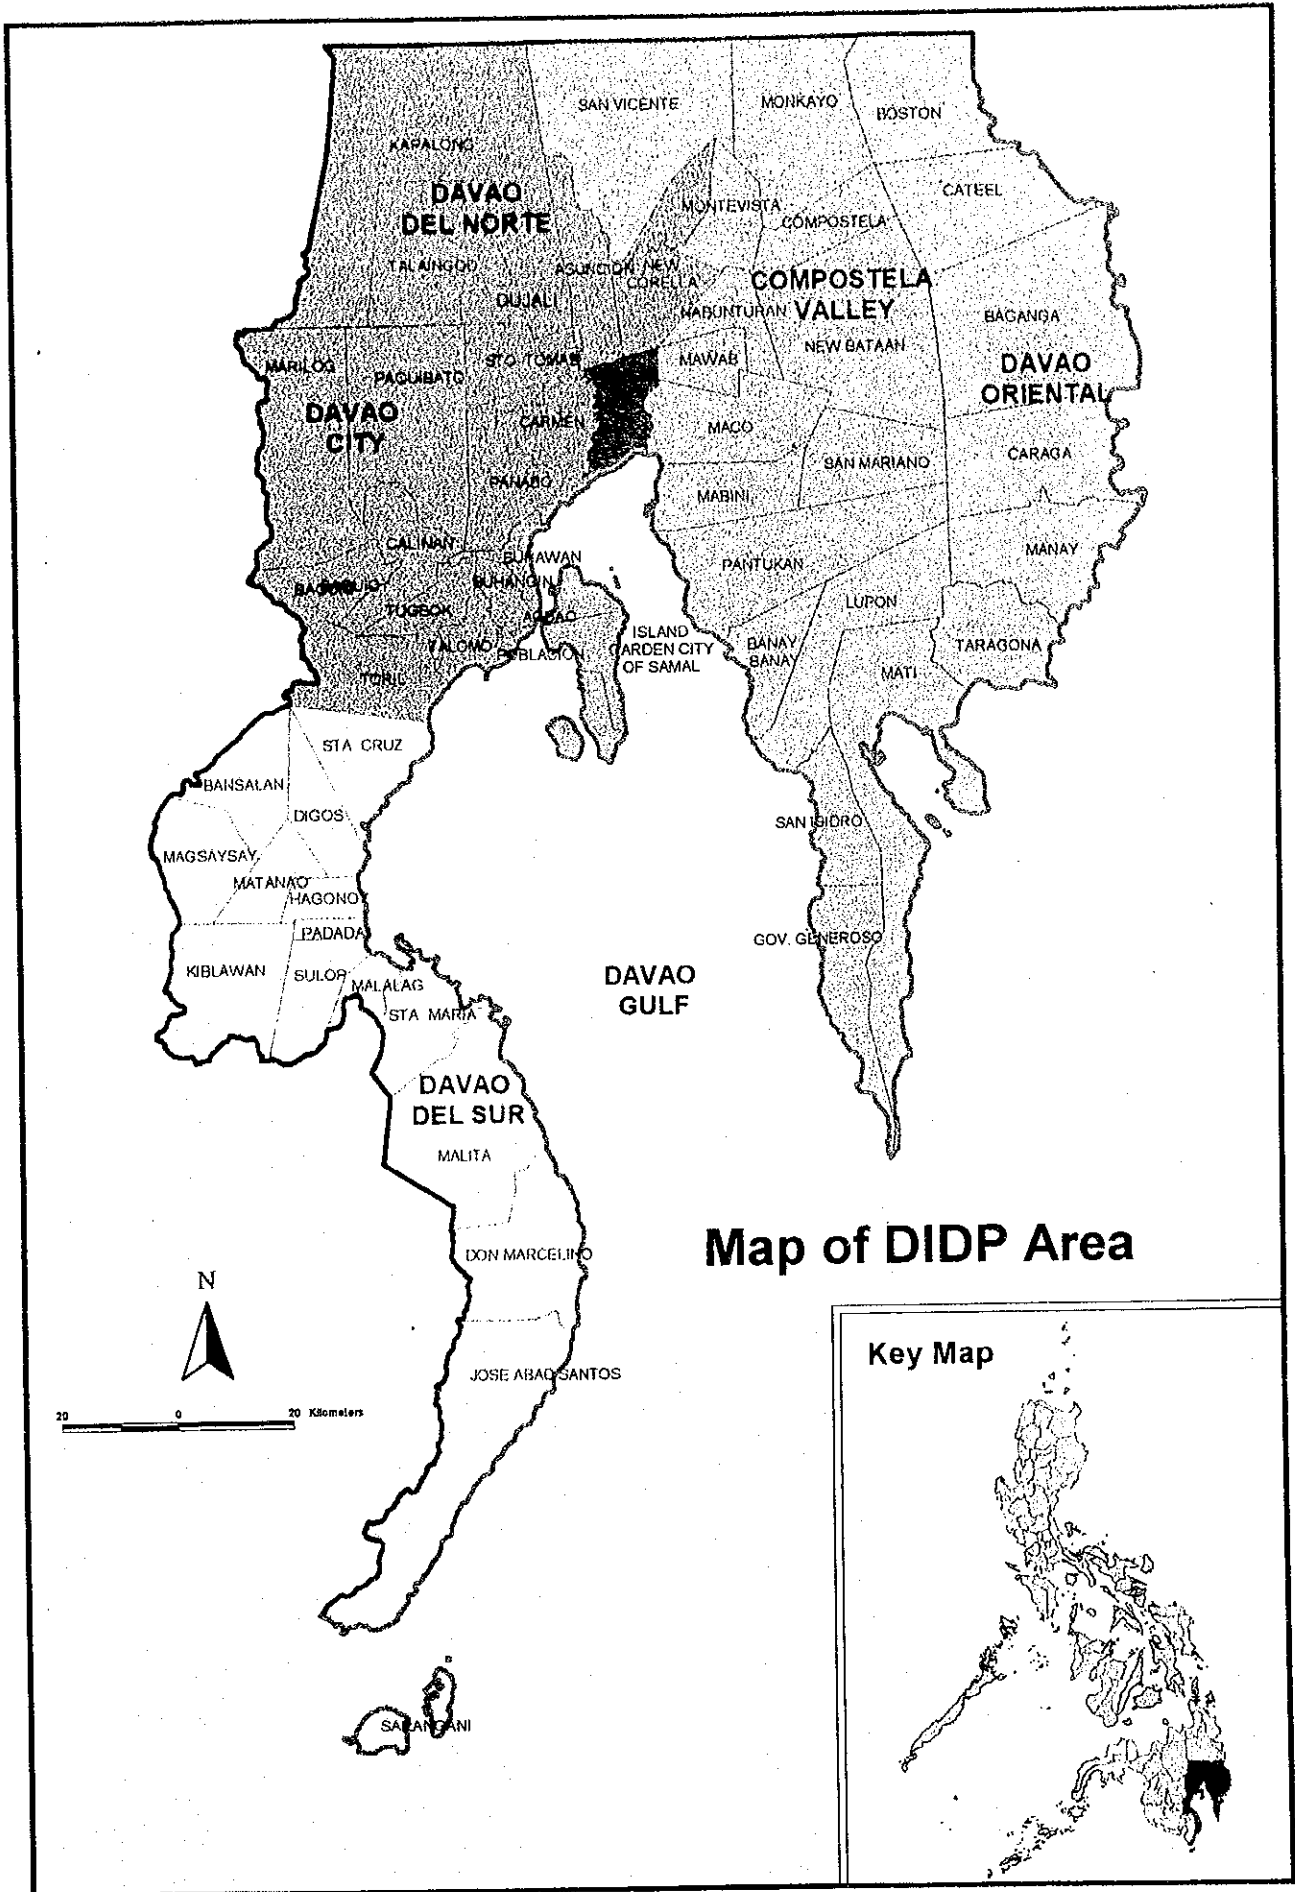 SAN VICENTE
MONKAYO
BOSTON
KAPALONG
DAVAO
DEL NORTE
CATEEL
MONTEVISTA
COMPOSTELA
TALAINGOD
ASUNCION
NEW
CORELLA
DUJALI
COMPOSTELA
VALLEY
NABUNTURAN
BAGANGA
NEW BATAAN
MARILOG
PAQUIBATO
STO TOMAS
MAWAB
DAVAO
ORIENTAL
DAVAO
CITY
CARMEN
MACO
SAN MARIANO
CARAGA
PANABO
MABINI
CALINAN
BUNAWAN
PANTUKAN
MANAY
BUHANGIN
TUGBOK
LUPON
AGDAO
ISLAND
GARDEN CITY
OF SAMAL
BANAY
BANAY
TARAGONA
TALOMO
POBLACION
MATI
TORIL
STA CRUZ
BANSALAN
DIGOS
SAN ISIDRO
MAGSAYSAY
MATANAO
HAGONOY
PADADA
GOV. GENEROSO
KIBLAWAN
SULOP
MALALAG
DAVAO
GULF
STA MARIA
DAVAO
DEL SUR
MALITA
Map of DIDP Area
DON MARCELINO
N
Key Map
JOSE ABAD SANTOS
20 0 20 Kilometers
SARANGANI